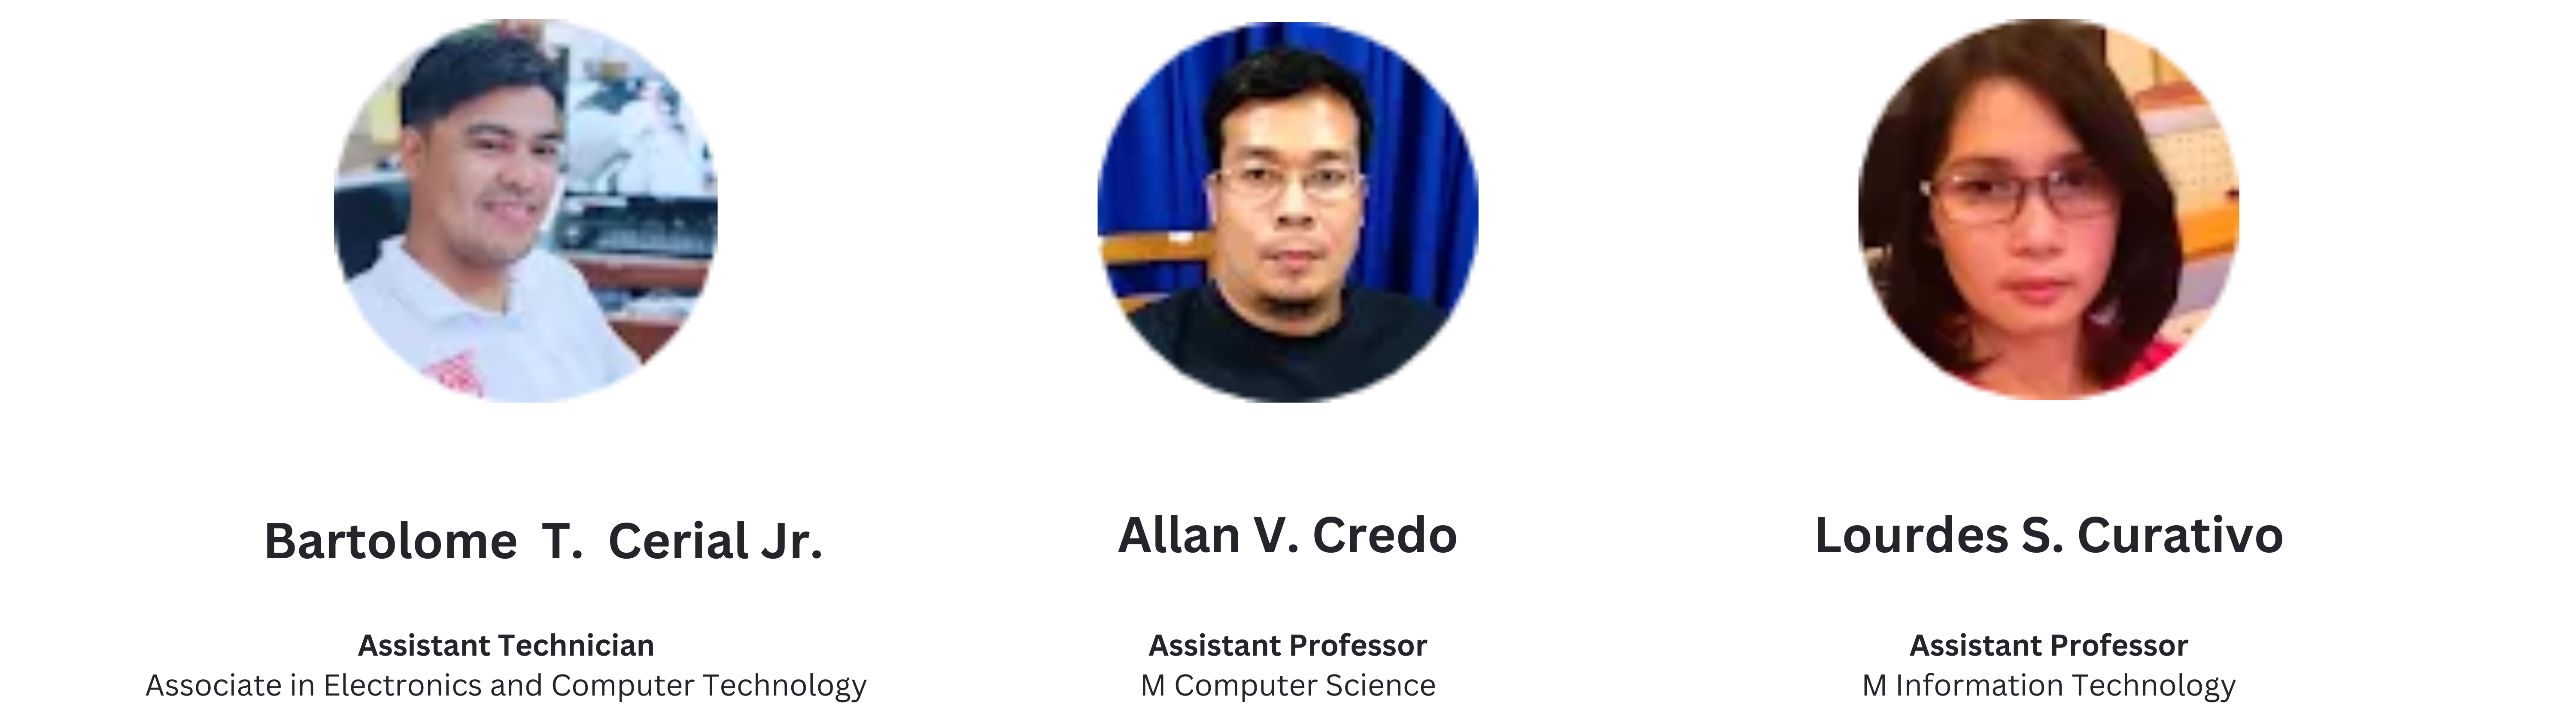 Bartolome T. Cerial Jr.
Assistant Technician
Associate in Electronics and Computer Technology
Allan V. Credo
Assistant Professor
M Computer Science
Lourdes S. Curativo
Assistant Professor
M Information Technology